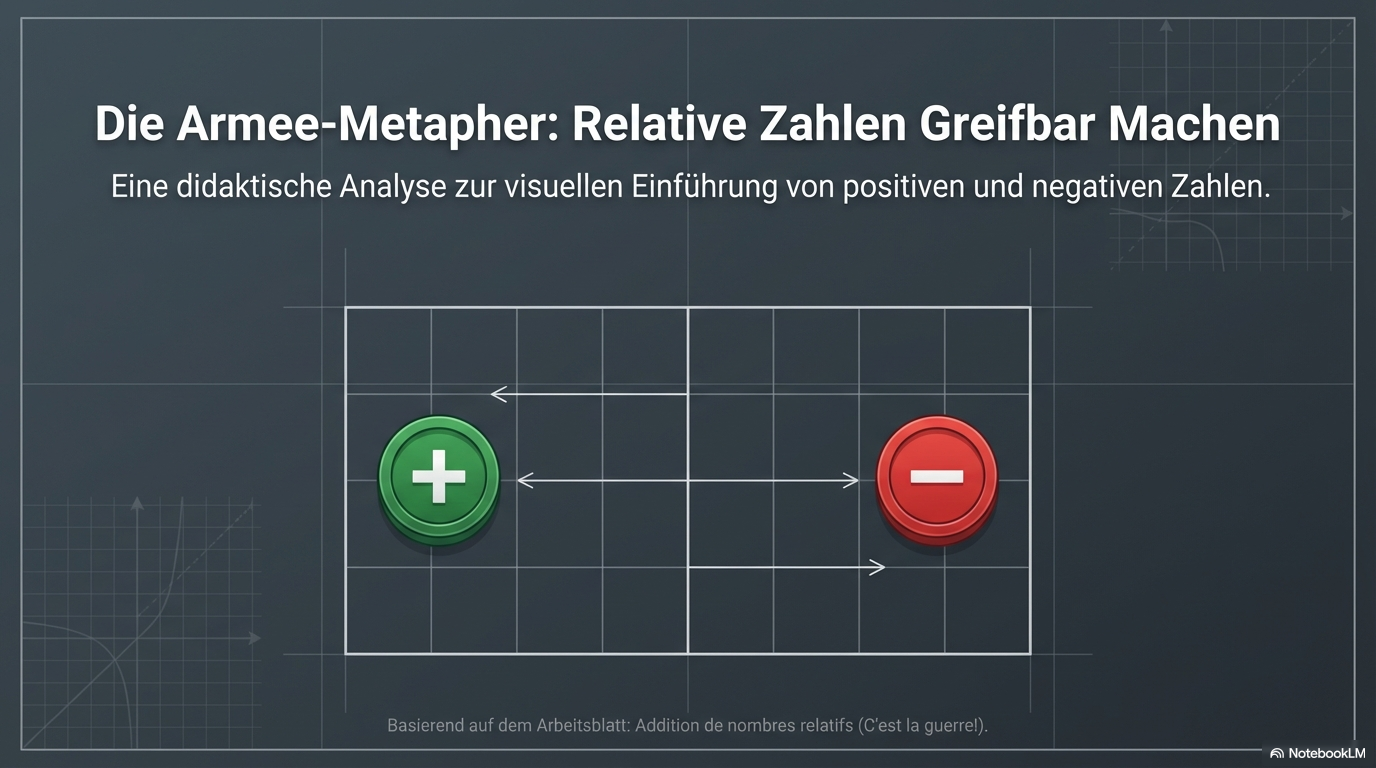 Die Armee-Metapher: Relative Zahlen Greifbar Machen
Eine didaktische Analyse zur visuellen Einführung von positiven und negativen Zahlen.
Basierend auf dem Arbeitsblatt: Addition de nombres relatifs (C'est la guerre!).
NotebookLM